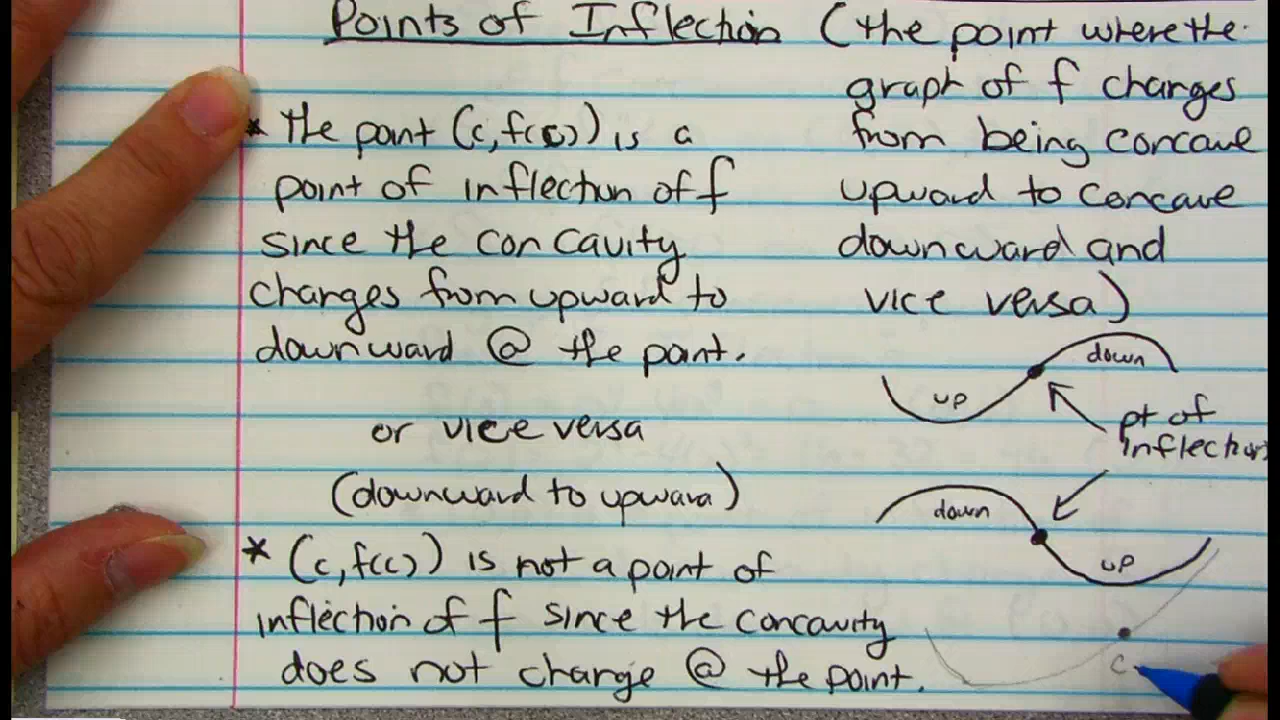 Points of Inflection (the point where the
graph of f changes
from being concave
upward to concave
downward and
vice versa)
* the point (c, f(c)) is a
point of inflection of f
since the concavity
changes from upward to
downward @ the point.
or vice versa
(downward to upward)
* (c, f(c)) is not a point of
inflection of f since the concavity
does not change @ the point.
down
up
pt of
inflection
down
up
c